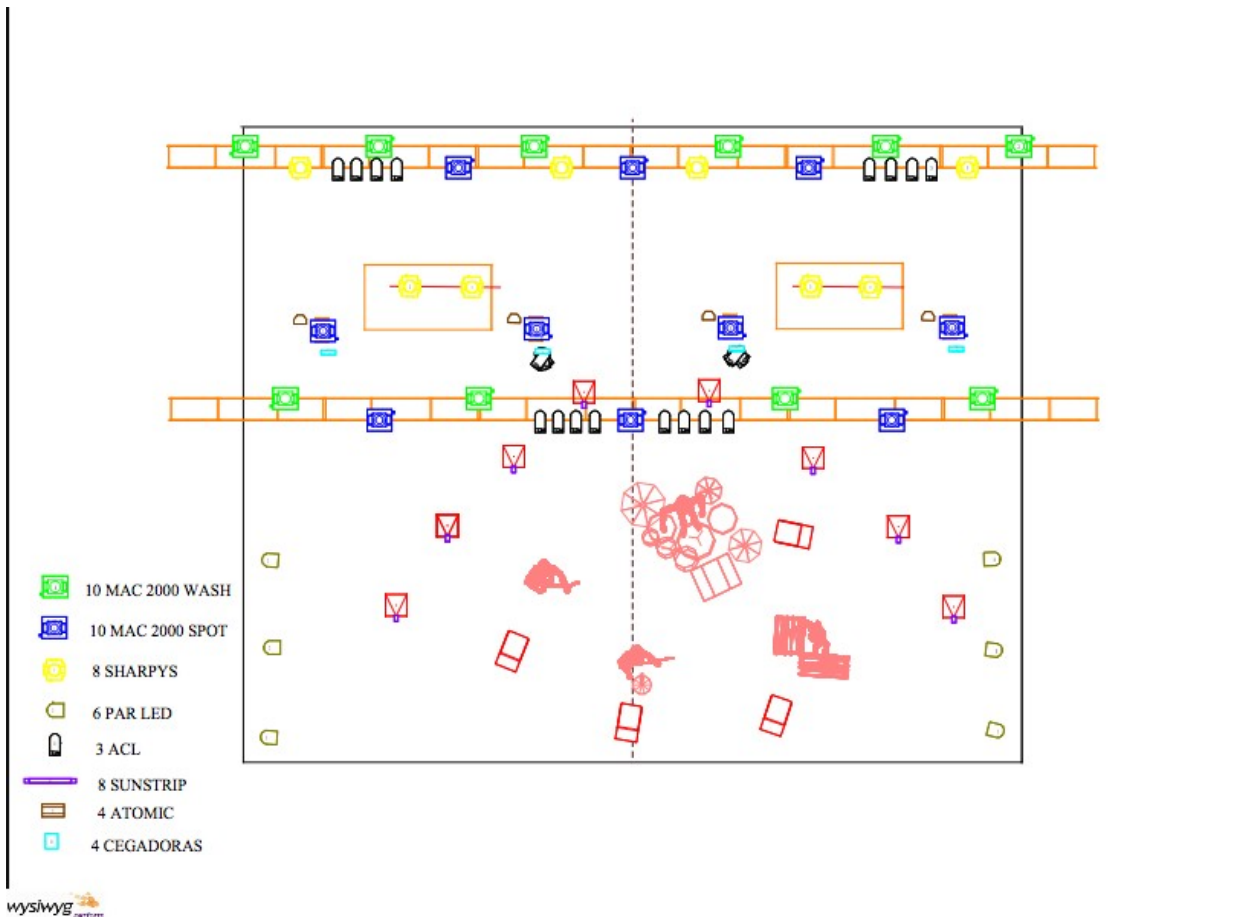 10 MAC 2000 WASH
10 MAC 2000 SPOT
8 SHARPYS
6 PAR LED
3 ACL
8 SUNSTRIP
4 ATOMIC
4 CEGADORAS
wysiwyg